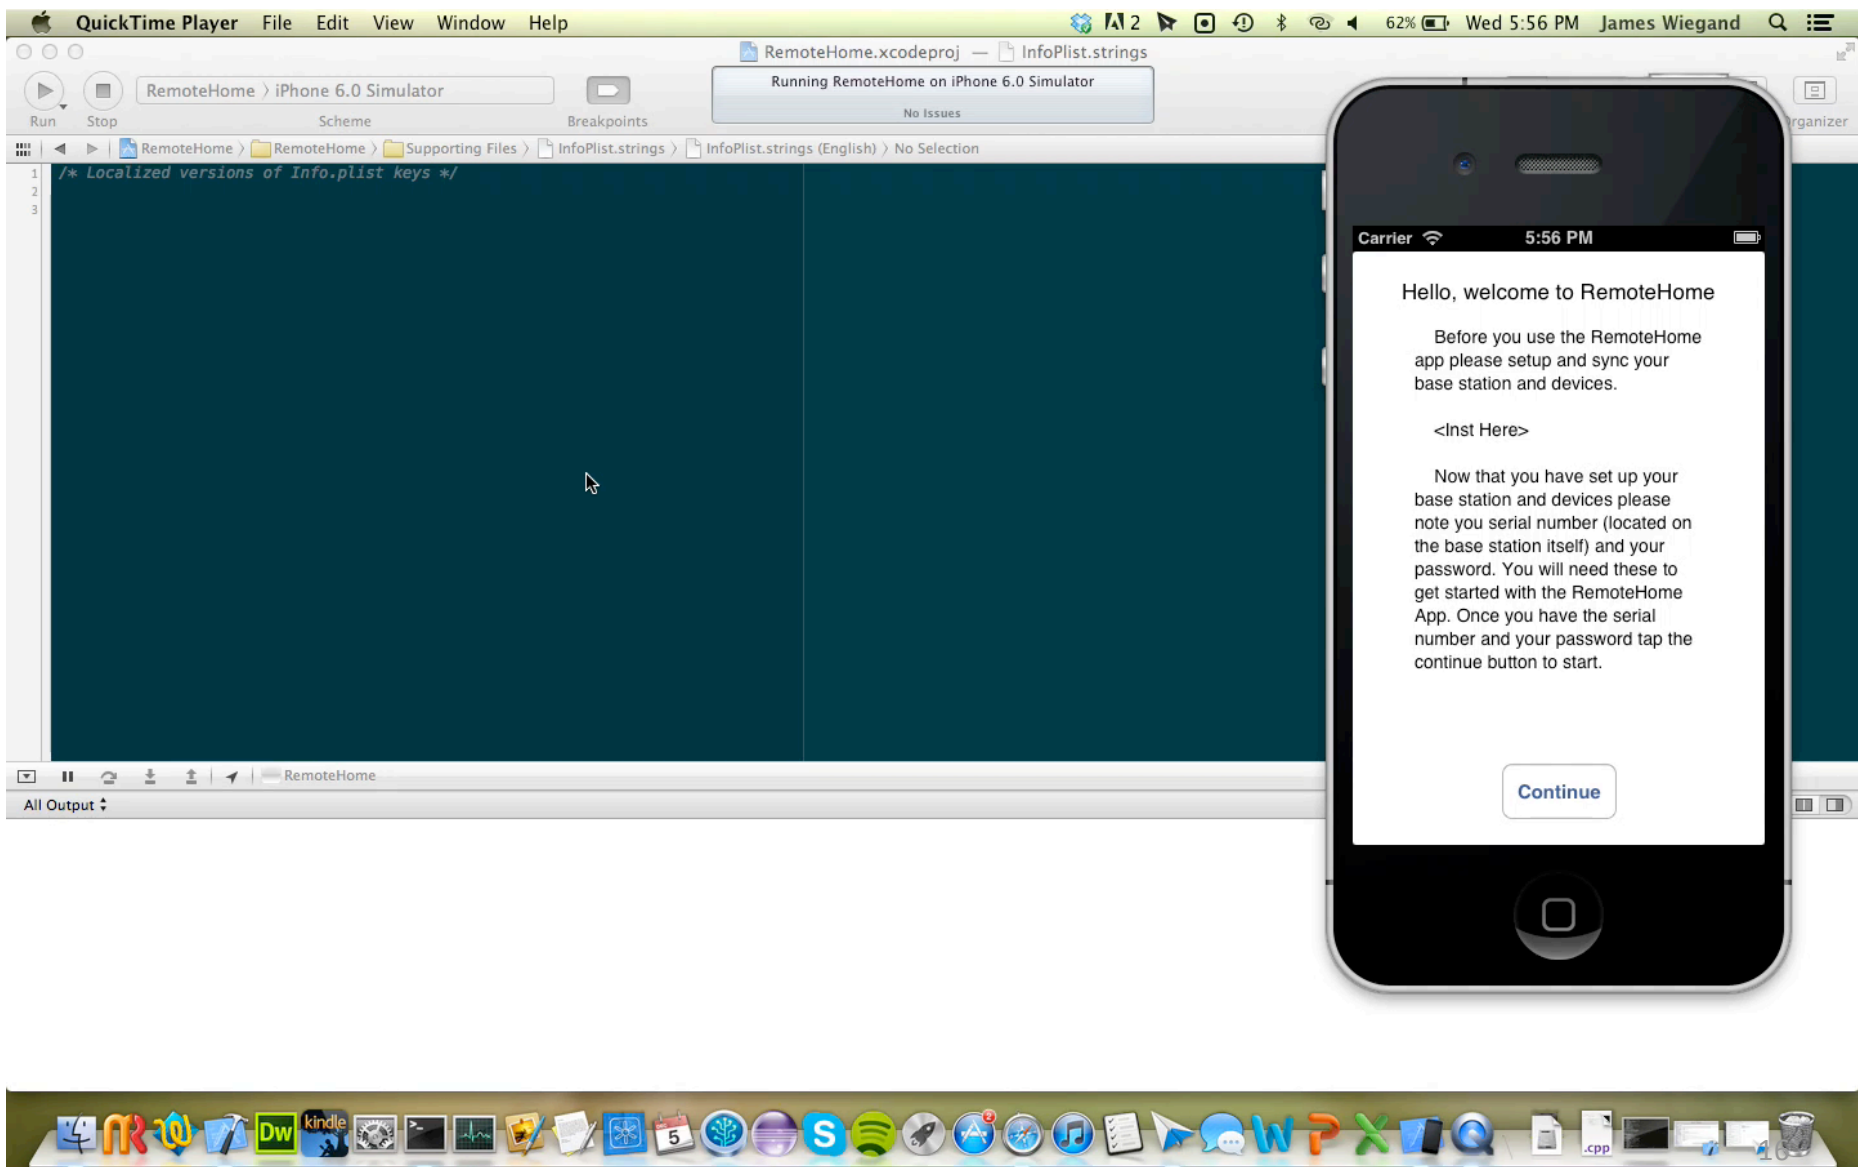 QuickTime Player File Edit View Window Help 2 62% Wed 5:56 PM James Wiegand
RemoteHome.xcodeproj — InfoPlist.strings
RemoteHome › iPhone 6.0 Simulator
Running RemoteHome on iPhone 6.0 Simulator
No Issues
Run Stop Scheme Breakpoints rganizer
RemoteHome › RemoteHome › Supporting Files › InfoPlist.strings › InfoPlist.strings (English) › No Selection
1 /* Localized versions of Info.plist keys */
2
3
Carrier 5:56 PM
Hello, welcome to RemoteHome
Before you use the RemoteHome
app please setup and sync your
base station and devices.
<Inst Here>
Now that you have set up your
base station and devices please
note you serial number (located on
the base station itself) and your
password. You will need these to
get started with the RemoteHome
App. Once you have the serial
number and your password tap the
continue button to start.
Continue
RemoteHome
All Output
Dw kindle 5 2 .cpp
16